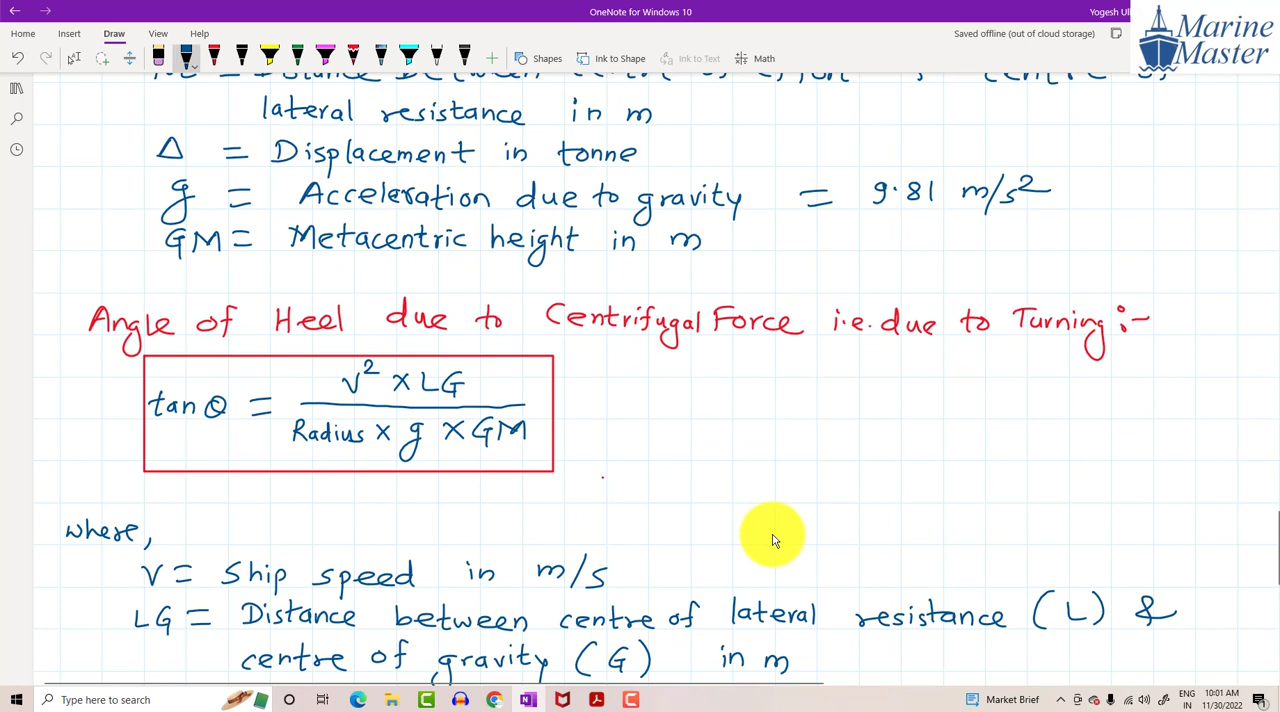 OneNote for Windows 10
Yogesh Ul
Home Insert Draw View Help
Saved offline (out of cloud storage)
Marine Master
Shapes Ink to Shape Ink to Text Math
lateral resistance in m
Δ = Displacement in tonne
g = Acceleration due to gravity = 9.81 m/s²
GM = Metacentric height in m
Angle of Heel due to Centrifugal Force i.e. due to Turning :-
tan θ = V² × LG / Radius × g × GM
where,
V = Ship speed in m/s
LG = Distance between centre of lateral resistance (L) &
centre of gravity (G) in m
Type here to search
Market Brief
ENG 10:01 AM
IN 11/30/2022